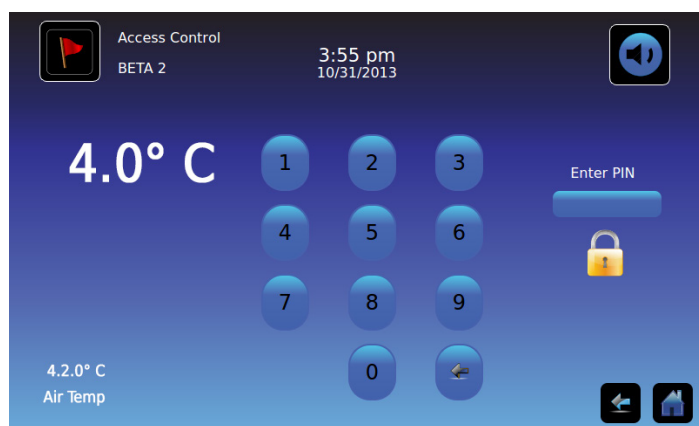 Access Control
BETA 2
3:55 pm
10/31/2013
4.0° C
1 2 3
Enter PIN
4 5 6
7 8 9
0
4.2.0° C
Air Temp